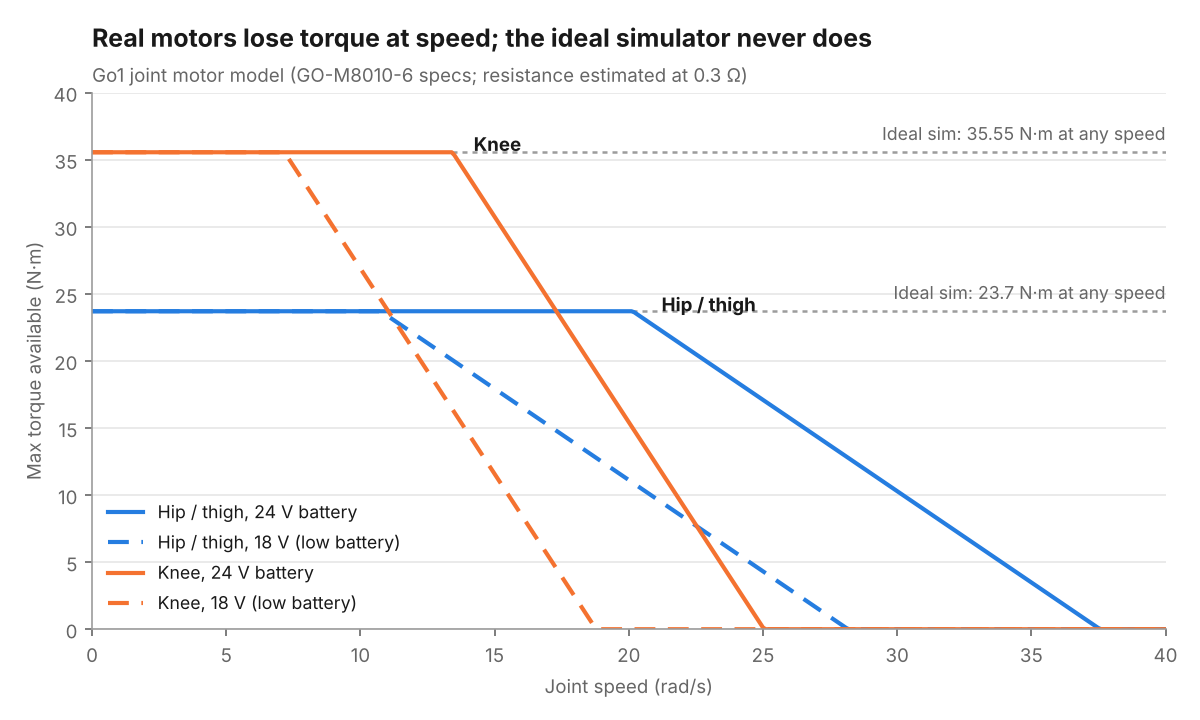 Real motors lose torque at speed; the ideal simulator never does
Go1 joint motor model (GO-M8010-6 specs; resistance estimated at 0.3 Ω)
40
35
30
25
20
15
10
5
0
Max torque available (N·m)
Knee
Ideal sim: 35.55 N·m at any speed
Hip / thigh
Ideal sim: 23.7 N·m at any speed
Hip / thigh, 24 V battery
Hip / thigh, 18 V (low battery)
Knee, 24 V battery
Knee, 18 V (low battery)
0 5 10 15 20 25 30 35 40
Joint speed (rad/s)